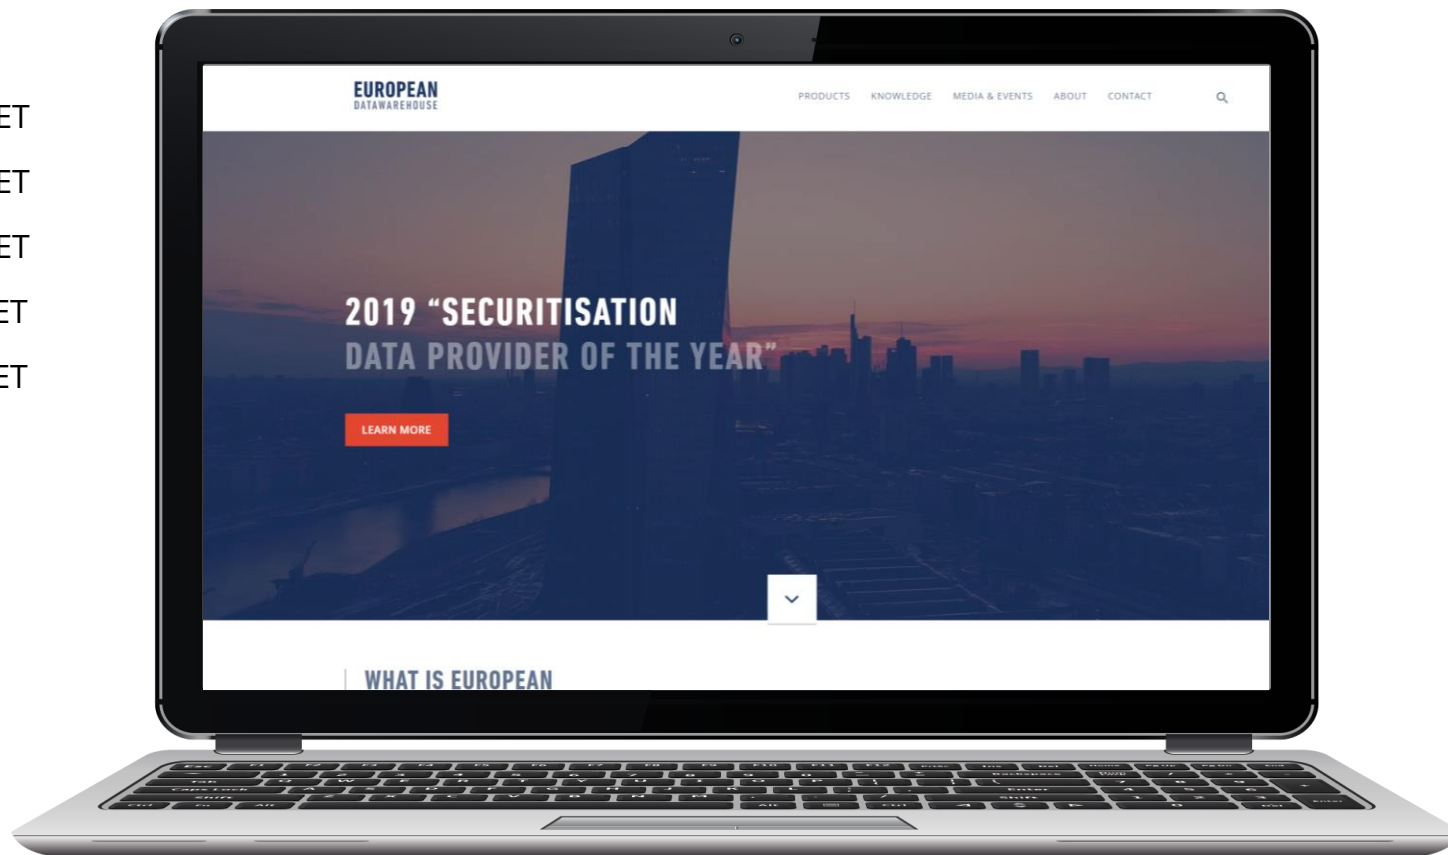 ET
ET
ET
ET
ET
EUROPEAN
DATAWAREHOUSE
PRODUCTS KNOWLEDGE MEDIA & EVENTS ABOUT CONTACT
2019 “SECURITISATION
DATA PROVIDER OF THE YEAR”
LEARN MORE
WHAT IS EUROPEAN